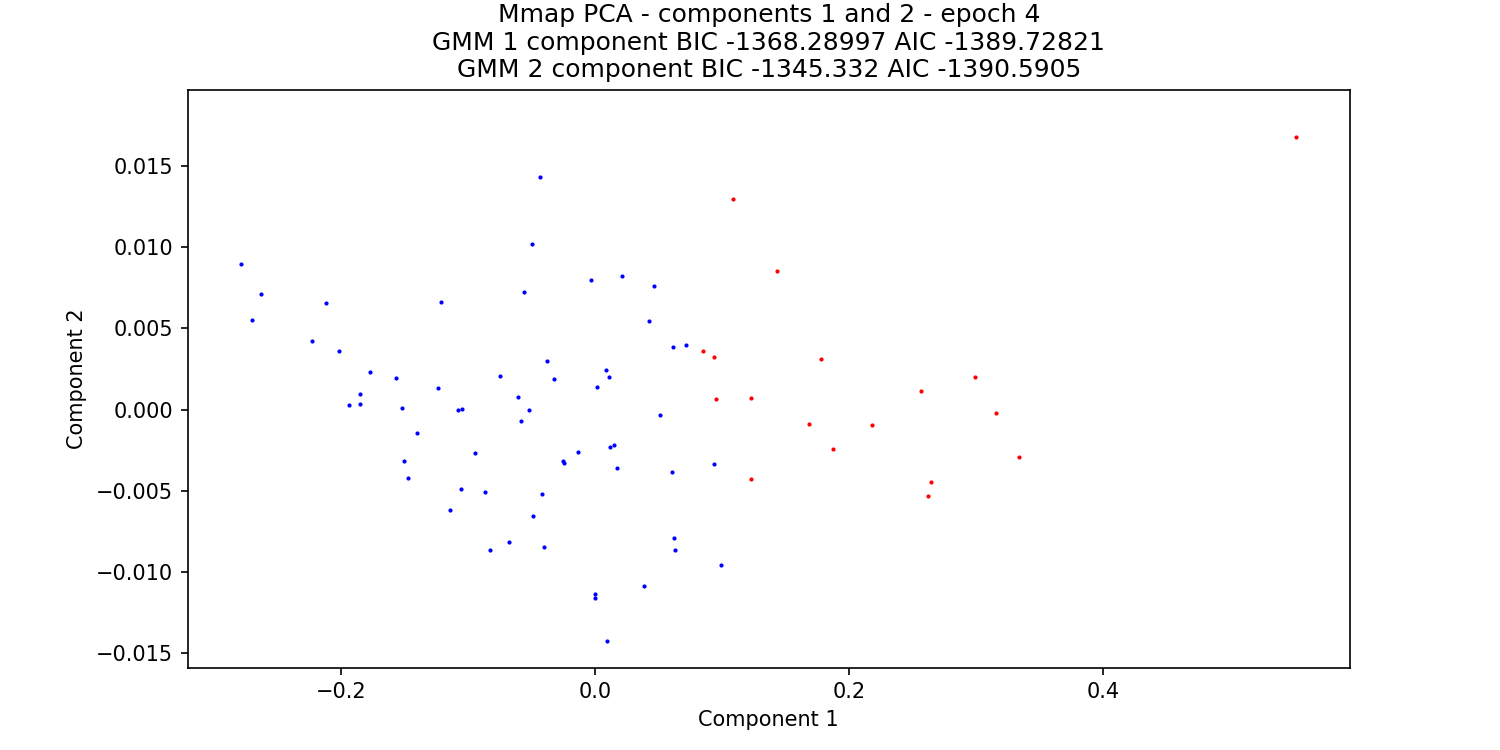 Mmap PCA - components 1 and 2 - epoch 4
GMM 1 component BIC -1368.28997 AIC -1389.72821
GMM 2 component BIC -1345.332 AIC -1390.5905
0.015
0.010
0.005
0.000
−0.005
−0.010
−0.015
Component 2
−0.2
0.0
0.2
0.4
Component 1